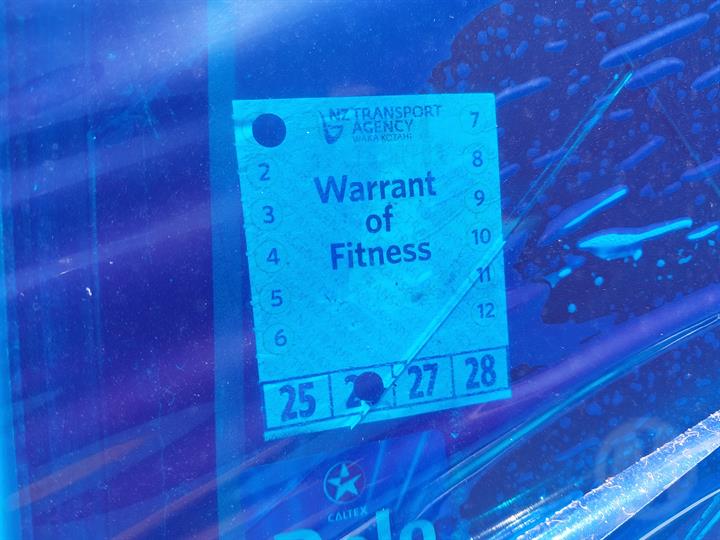 NZ TRANSPORT
AGENCY
WAKA KOTAHI
7
2
8
Warrant
3
9
of
4
10
Fitness
5
11
6
12
25 27 28
CALTEX